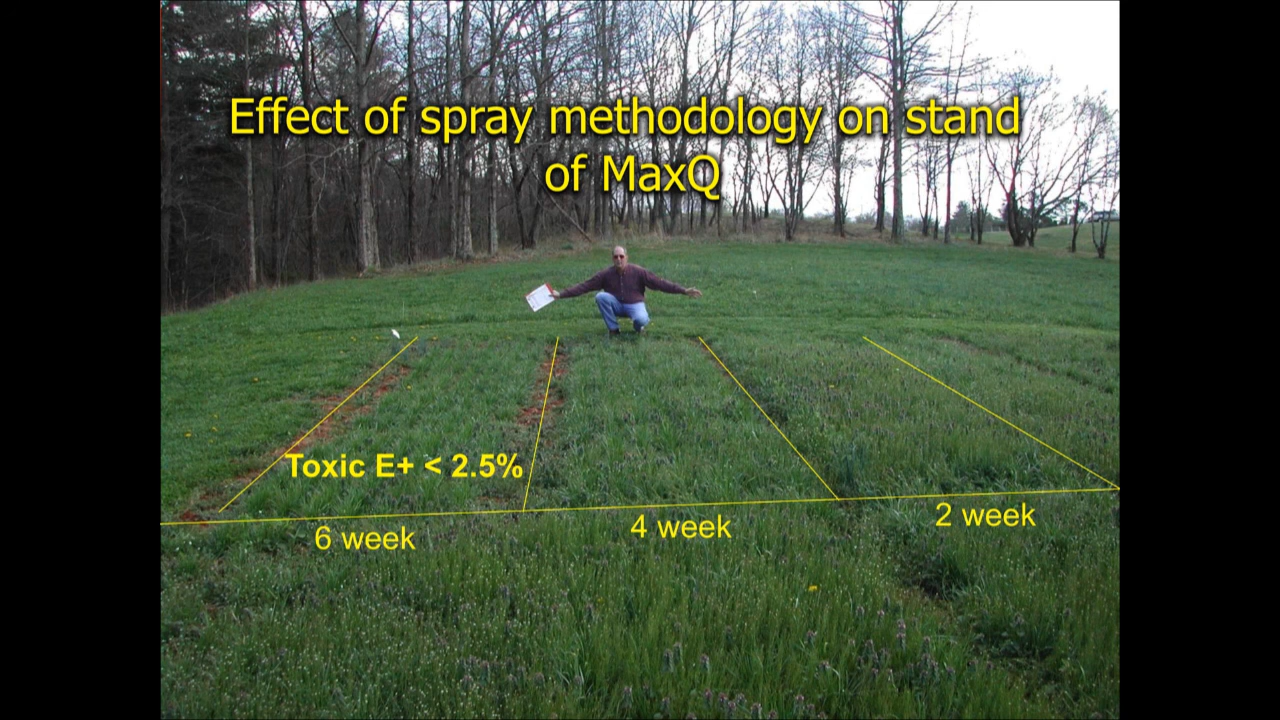 Effect of spray methodology on stand
of MaxQ
Toxic E+ < 2.5%
6 week
4 week
2 week